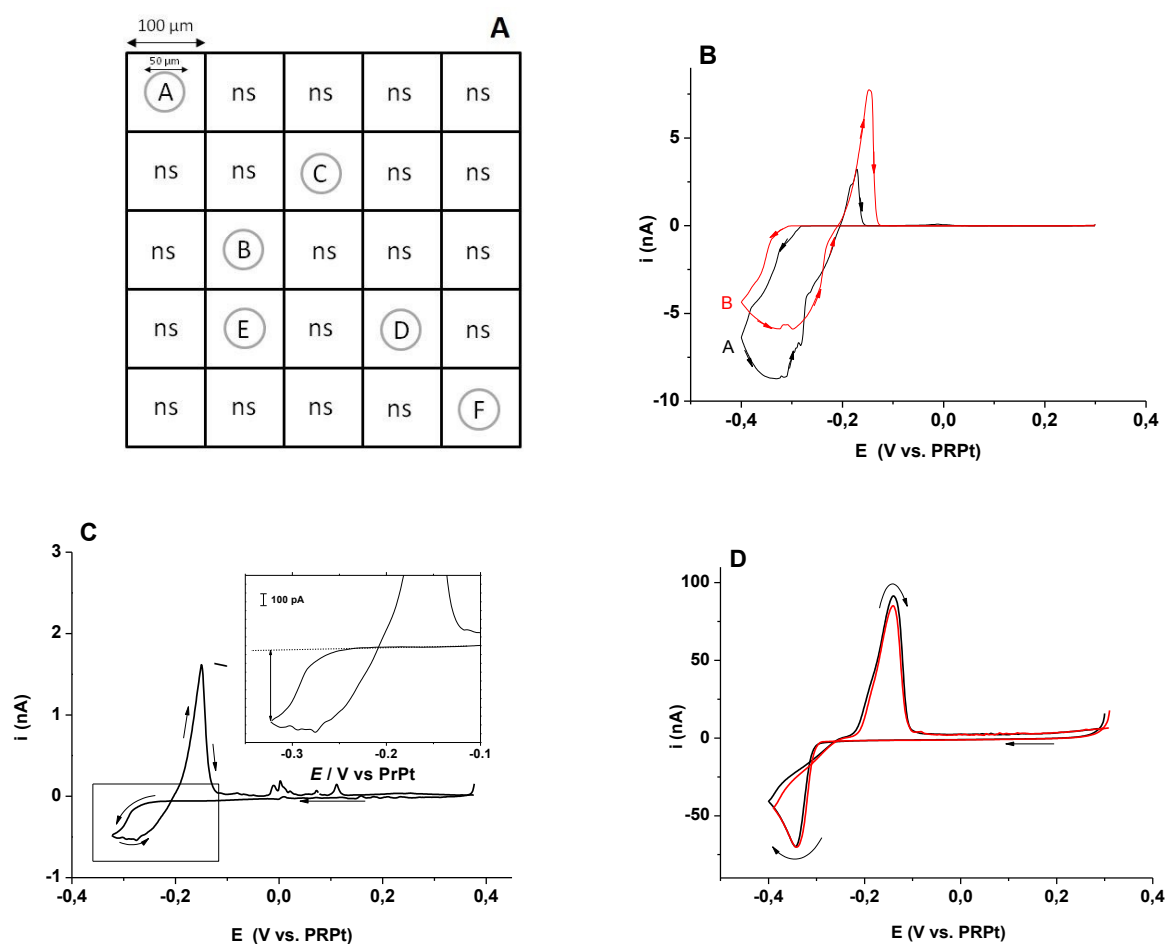 100 µm
A
50 µm
A ns ns ns ns
ns ns C ns ns
ns B ns ns ns
ns E ns D ns
ns ns ns ns F
B
5
0
-5
-10
i (nA)
B
A
-0,4 -0,2 0,0 0,2 0,4
E (V vs. PRPt)
C
3
2
1
0
-1
i (nA)
100 pA
-0.3 -0.2 -0.1
E / V vs PrPt
-0,4 -0,2 0,0 0,2 0,4
E (V vs. PRPt)
D
100
50
0
-50
i (nA)
-0,4 -0,2 0,0 0,2 0,4
E (V vs. PRPt)